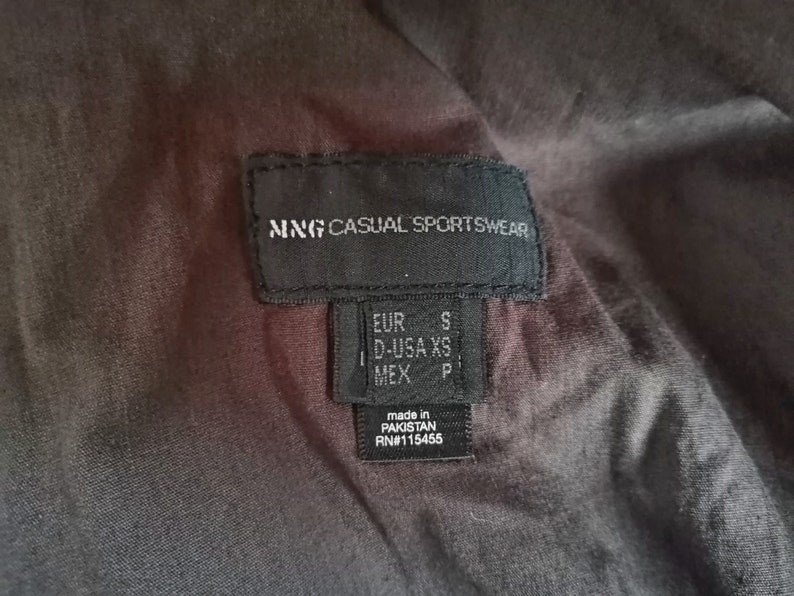 MNG CASUAL SPORTSWEAR
EUR S
D-USA XS
MEX P
made in
PAKISTAN
RN#115455